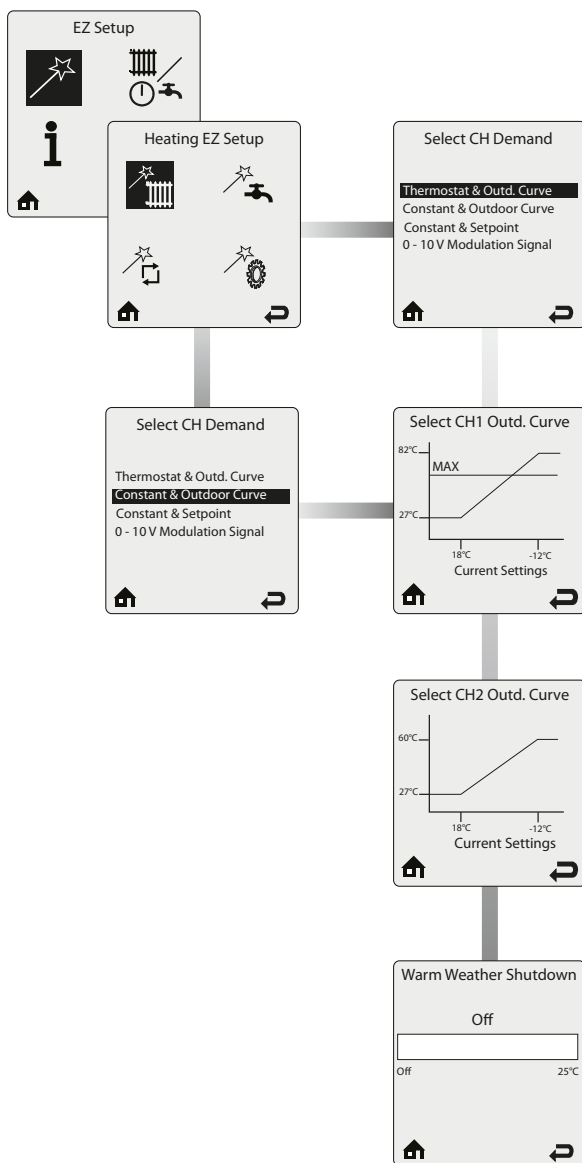 EZ Setup
Heating EZ Setup
Select CH Demand
Thermostat & Outd. Curve
Constant & Outdoor Curve
Constant & Setpoint
0 - 10 V Modulation Signal
Select CH Demand
Thermostat & Outd. Curve
Constant & Outdoor Curve
Constant & Setpoint
0 - 10 V Modulation Signal
Select CH1 Outd. Curve
82°C
MAX
27°C
18°C -12°C
Current Settings
Select CH2 Outd. Curve
60°C
27°C
18°C -12°C
Current Settings
Warm Weather Shutdown
Off
Off 25°C